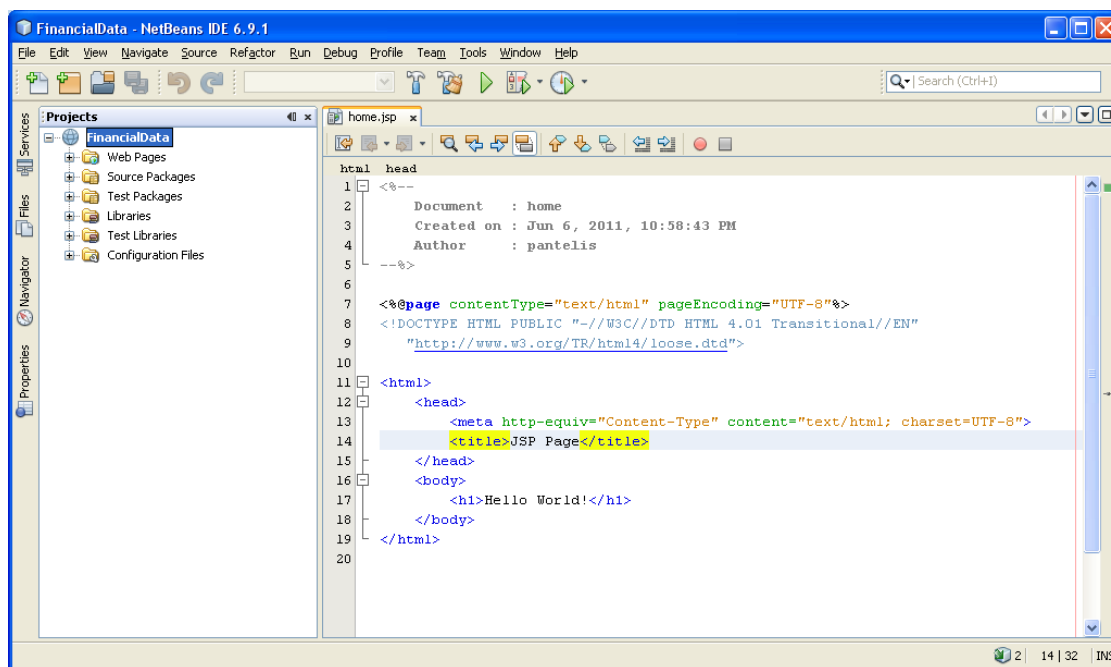 FinancialData - NetBeans IDE 6.9.1
File Edit View Navigate Source Refactor Run Debug Profile Team Tools Window Help
Search (Ctrl+I)
Services
Files
Navigator
Properties
Projects
FinancialData
Web Pages
Source Packages
Test Packages
Libraries
Test Libraries
Configuration Files
home.jsp
html head
1 <%--
2 Document : home
3 Created on : Jun 6, 2011, 10:58:43 PM
4 Author : pantelis
5 --%>
6
7 <%@page contentType="text/html" pageEncoding="UTF-8"%>
8 <!DOCTYPE HTML PUBLIC "-//W3C//DTD HTML 4.01 Transitional//EN"
9 "http://www.w3.org/TR/html4/loose.dtd">
10
11 <html>
12 <head>
13 <meta http-equiv="Content-Type" content="text/html; charset=UTF-8">
14 <title>JSP Page</title>
15 </head>
16 <body>
17 <h1>Hello World!</h1>
18 </body>
19 </html>
20
2 14 | 32 INS